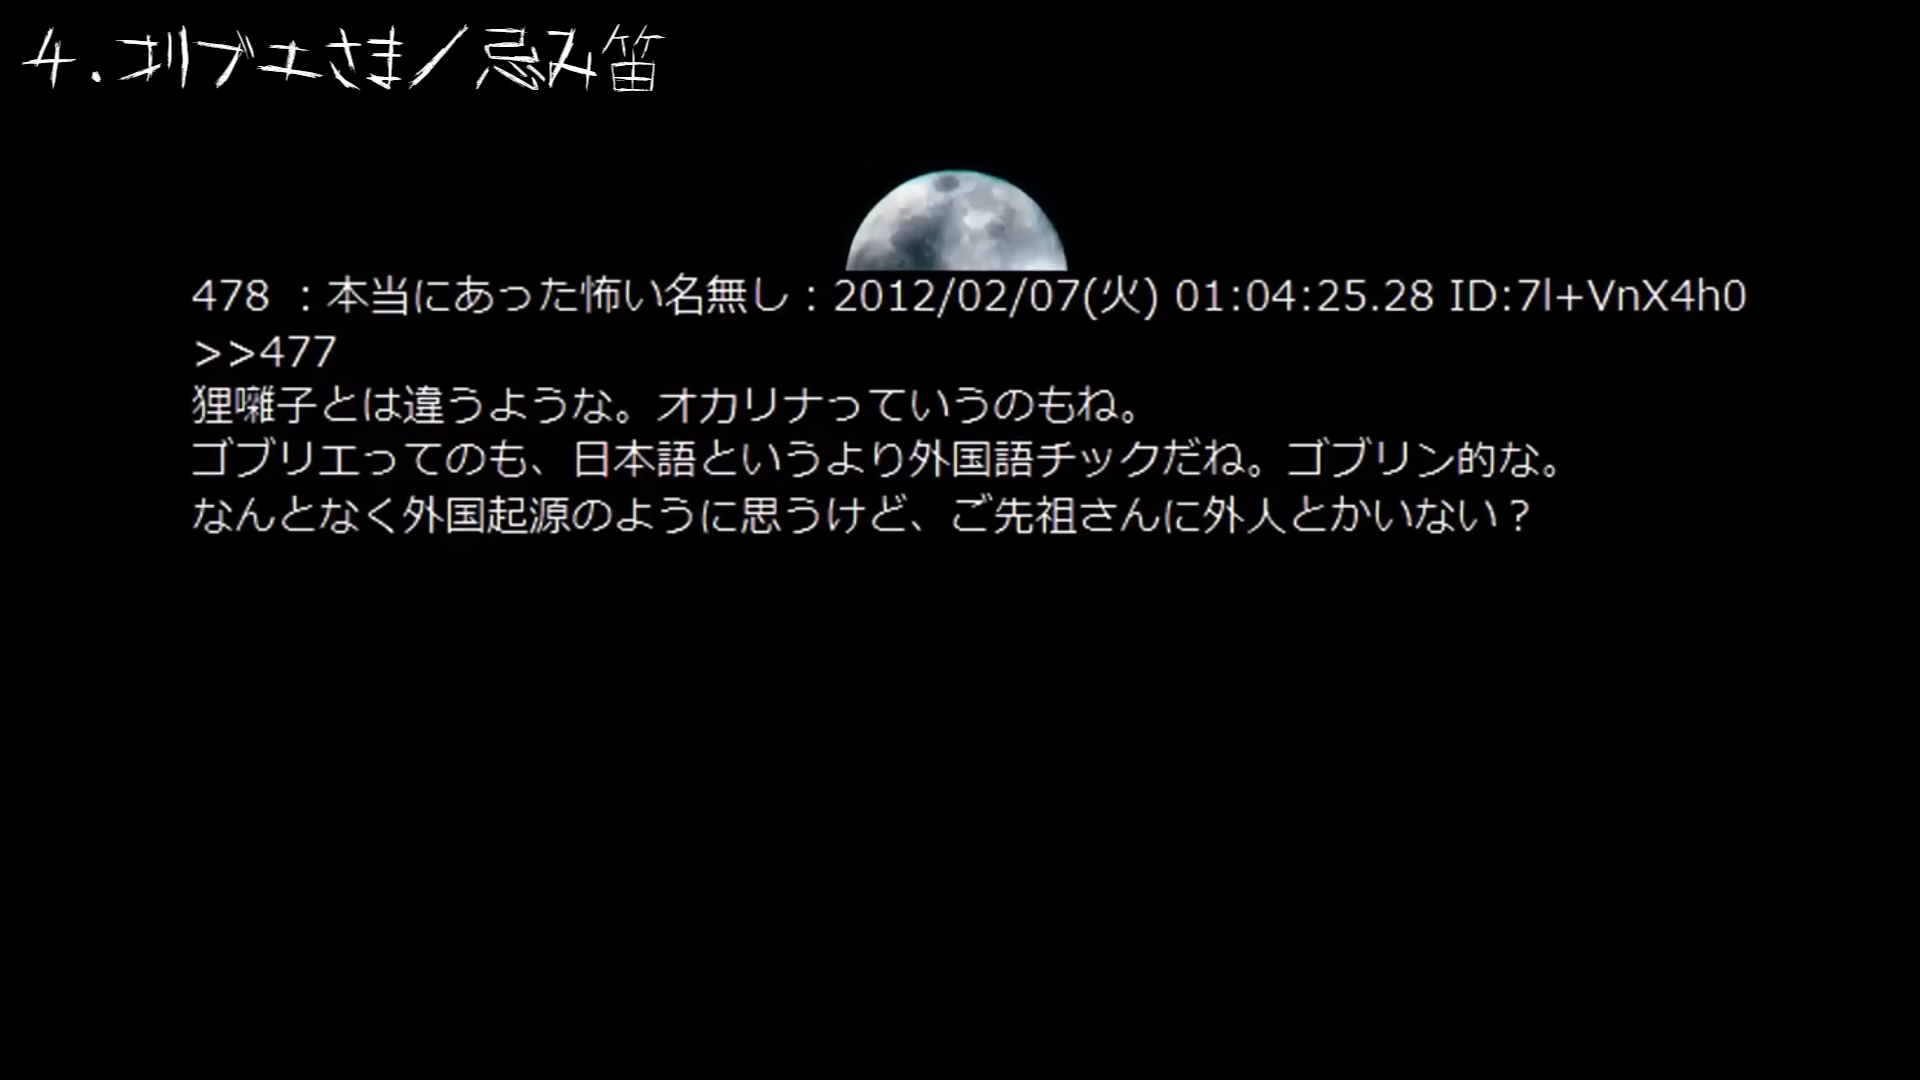 4.コリブエさま/忌み笛
478 ：本当にあった怖い名無し：2012/02/07(火) 01:04:25.28 ID:7l+VnX4h0
>>477
狸囃子とは違うような。オカリナっていうのもね。
ゴブリエってのも、日本語というより外国語チックだね。ゴブリン的な。
なんとなく外国起源のように思うけど、ご先祖さんに外人とかいない？